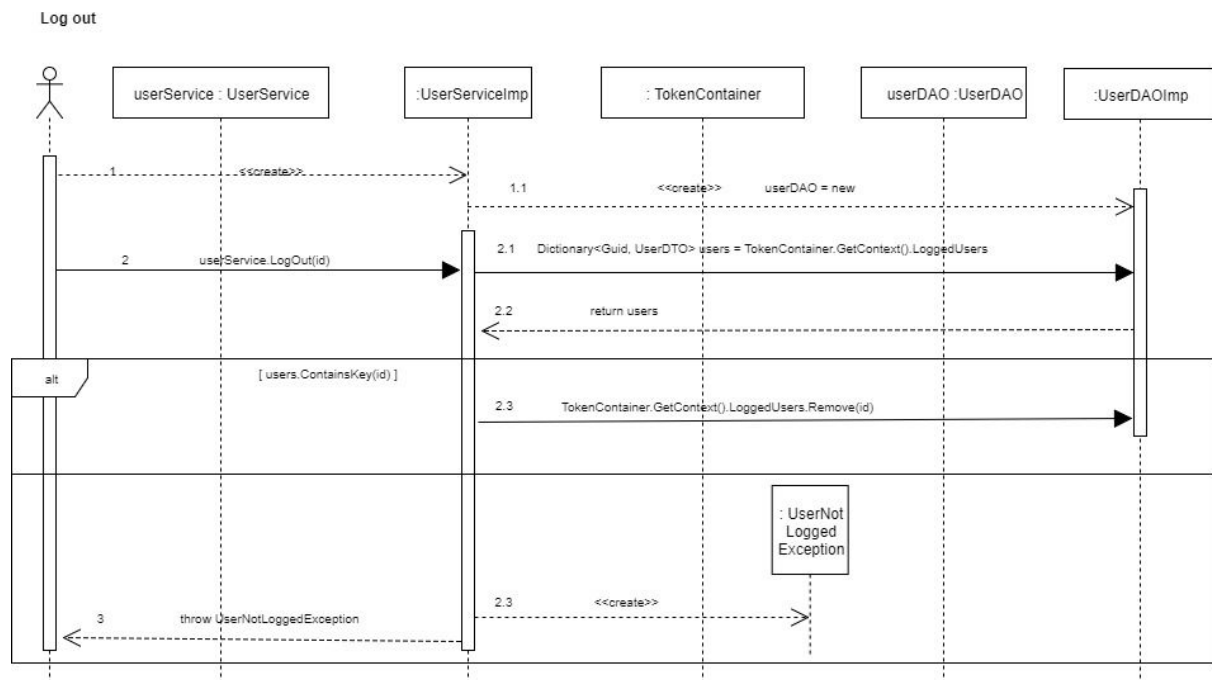 Log out
userService : UserService
:UserServiceImp
: TokenContainer
userDAO :UserDAO
:UserDAOImp
1
<<create>>
1.1
<<create>>
userDAO = new
2.1
Dictionary<Guid, UserDTO> users = TokenContainer.GetContext().LoggedUsers
2
userService.LogOut(id)
2.2
return users
alt
[ users.ContainsKey(id) ]
2.3
TokenContainer.GetContext().LoggedUsers.Remove(id)
: UserNot
Logged
Exception
2.3
<<create>>
3
throw UserNotLoggedException